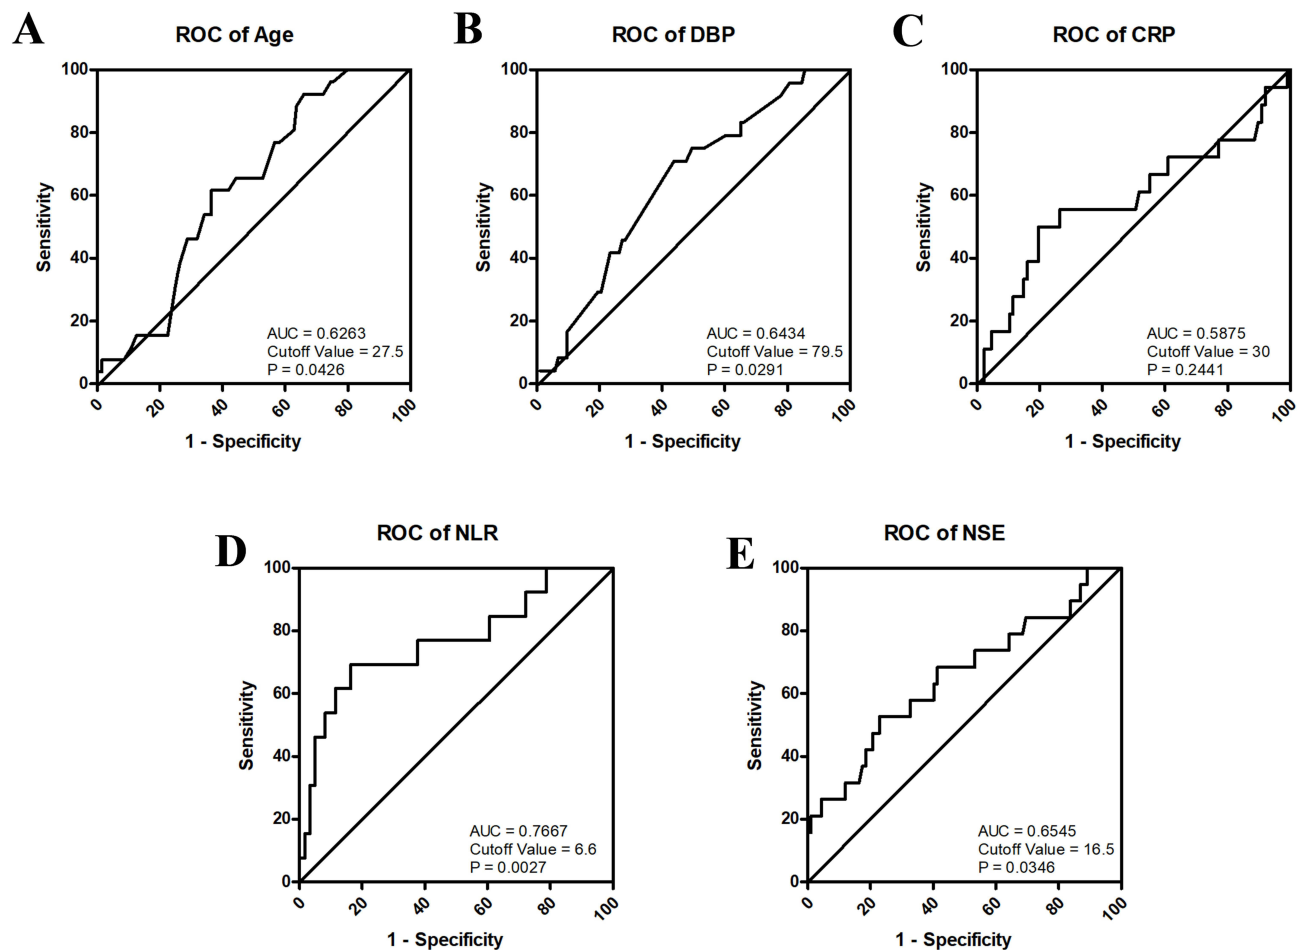 A
ROC of Age
Sensitivity
100
80
60
40
20
0
AUC = 0.6263
Cutoff Value = 27.5
P = 0.0426
0 20 40 60 80 100
1 - Specificity
B
ROC of DBP
Sensitivity
100
80
60
40
20
0
AUC = 0.6434
Cutoff Value = 79.5
P = 0.0291
0 20 40 60 80 100
1 - Specificity
C
ROC of CRP
Sensitivity
100
80
60
40
20
0
AUC = 0.5875
Cutoff Value = 30
P = 0.2441
0 20 40 60 80 100
1 - Specificity
D
ROC of NLR
Sensitivity
100
80
60
40
20
0
AUC = 0.7667
Cutoff Value = 6.6
P = 0.0027
0 20 40 60 80 100
1 - Specificity
E
ROC of NSE
Sensitivity
100
80
60
40
20
0
AUC = 0.6545
Cutoff Value = 16.5
P = 0.0346
0 20 40 60 80 100
1 - Specificity